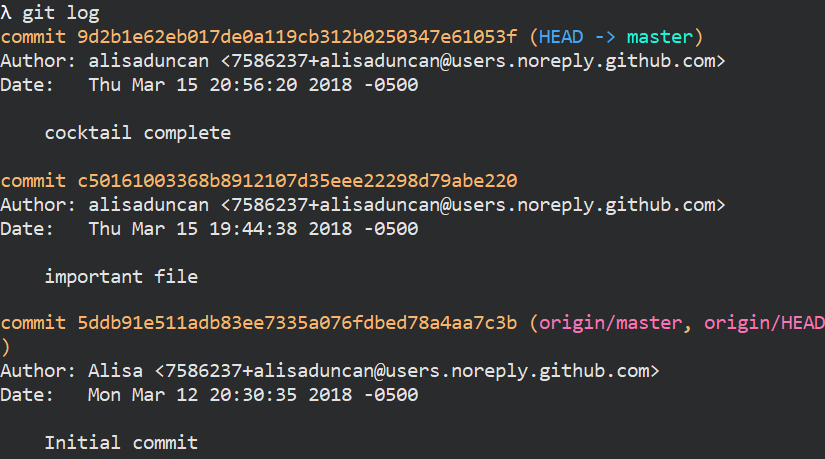 λ git log
commit 9d2b1e62eb017de0a119cb312b0250347e61053f (HEAD -> master)
Author: alisaduncan <7586237+alisaduncan@users.noreply.github.com>
Date:   Thu Mar 15 20:56:20 2018 -0500
    cocktail complete
commit c50161003368b8912107d35eee22298d79abe220
Author: alisaduncan <7586237+alisaduncan@users.noreply.github.com>
Date:   Thu Mar 15 19:44:38 2018 -0500
    important file
commit 5ddb91e511adb83ee7335a076fdbed78a4aa7c3b (origin/master, origin/HEAD
)
Author: Alisa <7586237+alisaduncan@users.noreply.github.com>
Date:   Mon Mar 12 20:30:35 2018 -0500
    Initial commit